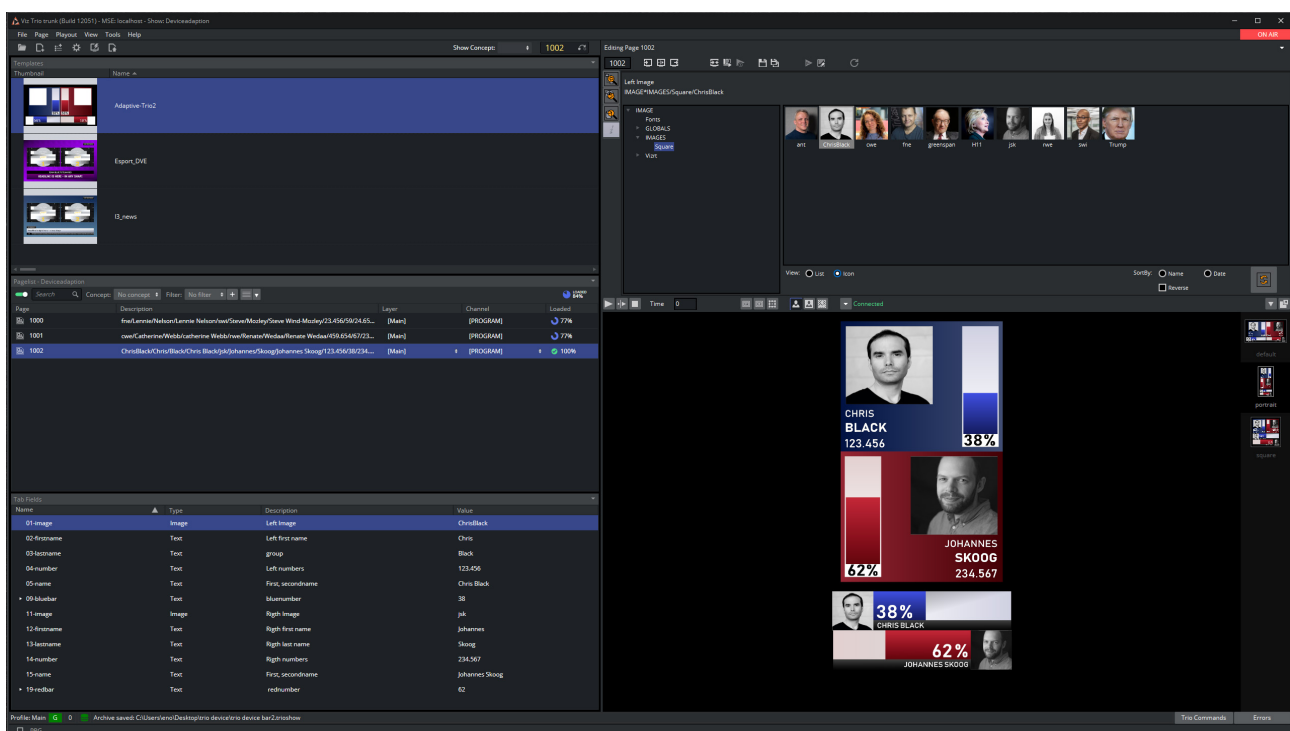 Viz Trio trunk (Build 12051) - MSE: localhost - Show: Deviceadaption
File Page Playout View Tools Help
ON AIR
Show Concept: 1002
Editing Page 1002
1002
Templates
Thumbnail Name
Adaptive-Trio2
Esport_DVE
l3_news
Left Image
IMAGE*IMAGES/Square/ChrisBlack
IMAGE
Fonts
GLOBALS
IMAGES
Square
Vizrt
ant ChrisBlack cwe fne greenspan H11 jsk rwe swi Trump
View: List Icon SortBy: Name Date
Reverse
Pagelist - Deviceadaption
Search Concept: No concept Filter: No filter + LOADED 84%
Page Description Layer Channel Loaded
1000 fne/Lennie/Nelson/Lennie Nelson/swi/Steve/Mozley/Steve Wind-Mozley/23.456/59/24.65... [Main] [PROGRAM] 77%
1001 cwe/Catherine/Webb/catherine Webb/rwe/Renate/Wedaa/Renate Wedaa/459.654/67/23... [Main] [PROGRAM] 77%
1002 ChrisBlack/Chris/Black/Chris Black/jsk/Johannes/Skoog/Johannes Skoog/123.456/38/234.... [Main] [PROGRAM] 100%
Time 0 Connected
default
portrait
square
CHRIS
BLACK
123.456
38%
JOHANNES
SKOOG
234.567
62%
38%
CHRIS BLACK
62%
JOHANNES SKOOG
Tab Fields
Name Type Description Value
01-image Image Left Image ChrisBlack
02-firstname Text Left first name Chris
03-lastname Text group Black
04-number Text Left numbers 123.456
05-name Text First, secondname Chris Black
09-bluebar Text bluenumber 38
11-image Image Rigth Image jsk
12-firstname Text Rigth first name Johannes
13-lastname Text Rigth last name Skoog
14-number Text Rigth numbers 234.567
15-name Text First, secondname Johannes Skoog
19-redbar Text rednumber 62
Profile: Main G 0 Archive saved: C:\Users\eno\Desktop\trio device\trio device bar2.trioshow Trio Commands Errors